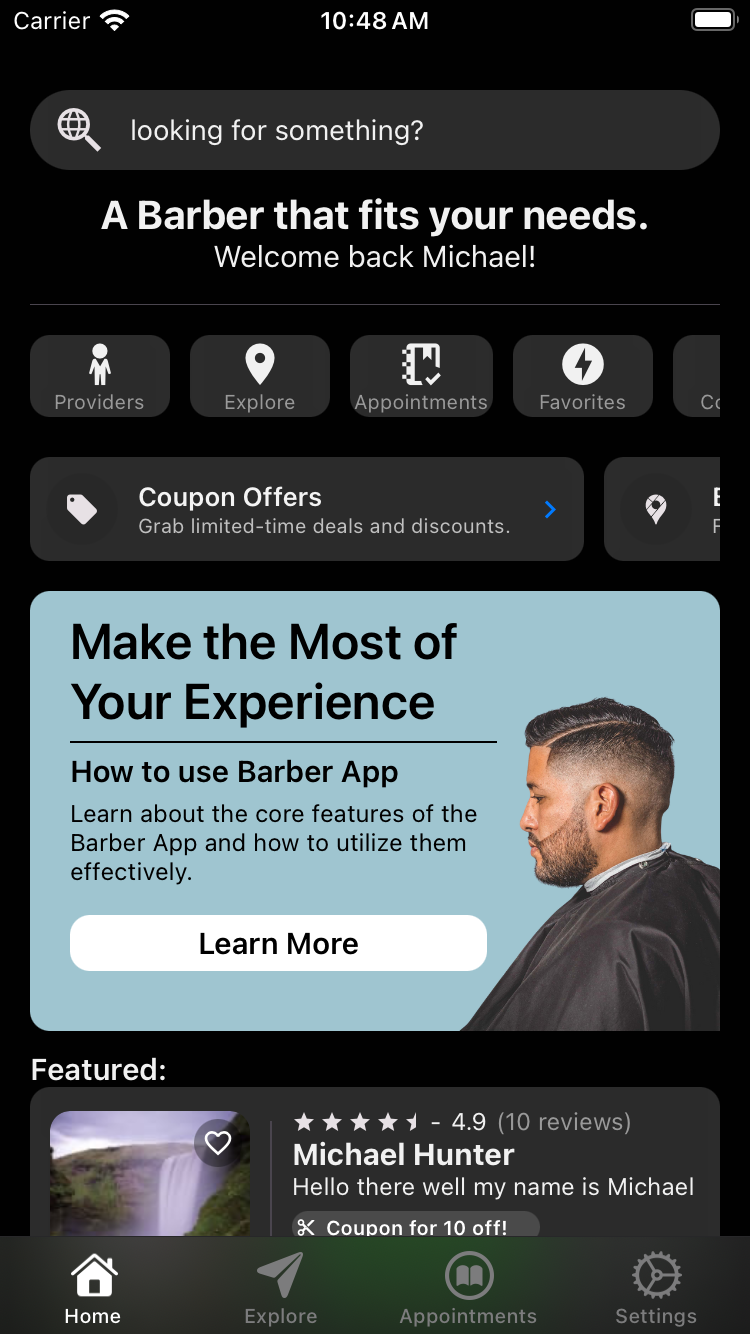 Carrier
10:48 AM
looking for something?
A Barber that fits your needs.
Welcome back Michael!
Providers
Explore
Appointments
Favorites
Coupon Offers
Grab limited-time deals and discounts.
Make the Most of
Your Experience
How to use Barber App
Learn about the core features of the
Barber App and how to utilize them
effectively.
Learn More
Featured:
- 4.9 (10 reviews)
Michael Hunter
Hello there well my name is Michael
Coupon for 10 off!
Home
Explore
Appointments
Settings